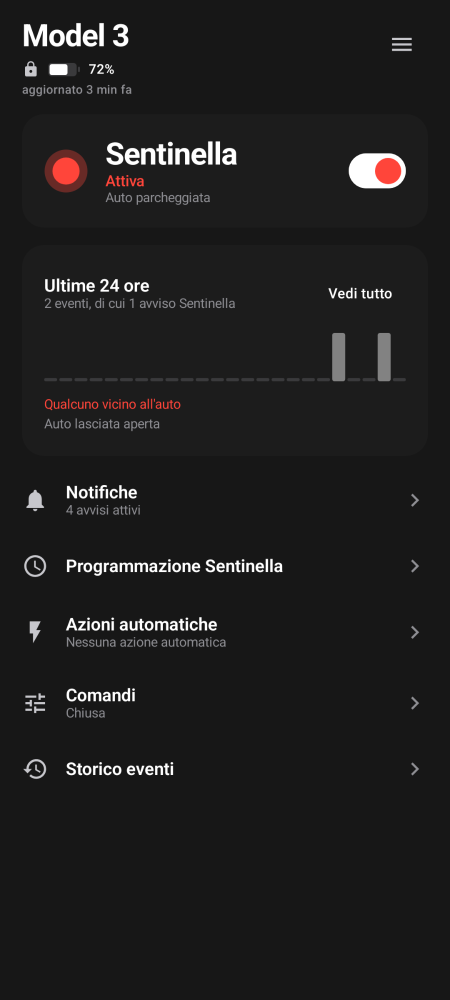 Model 3
72%
aggiornato 3 min fa
Sentinella
Attiva
Auto parcheggiata
Ultime 24 ore
2 eventi, di cui 1 avviso Sentinella
Vedi tutto
Qualcuno vicino all'auto
Auto lasciata aperta
Notifiche
4 avvisi attivi
Programmazione Sentinella
Azioni automatiche
Nessuna azione automatica
Comandi
Chiusa
Storico eventi